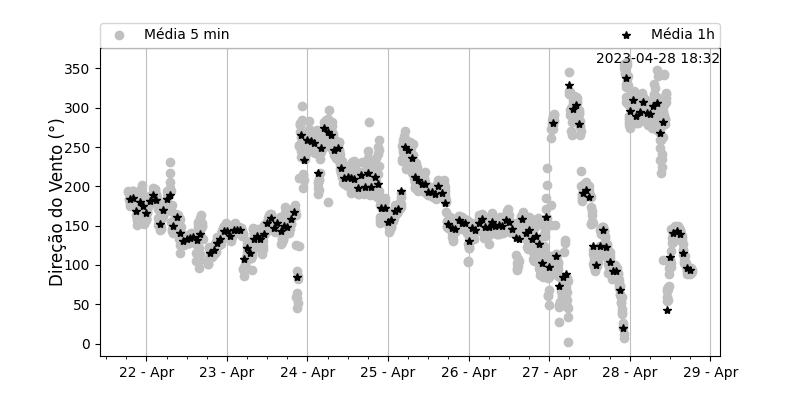 Média 5 min
Média 1h
2023-04-28 18:32
Direção do Vento (°)
350
300
250
200
150
100
50
0
22 - Apr
23 - Apr
24 - Apr
25 - Apr
26 - Apr
27 - Apr
28 - Apr
29 - Apr